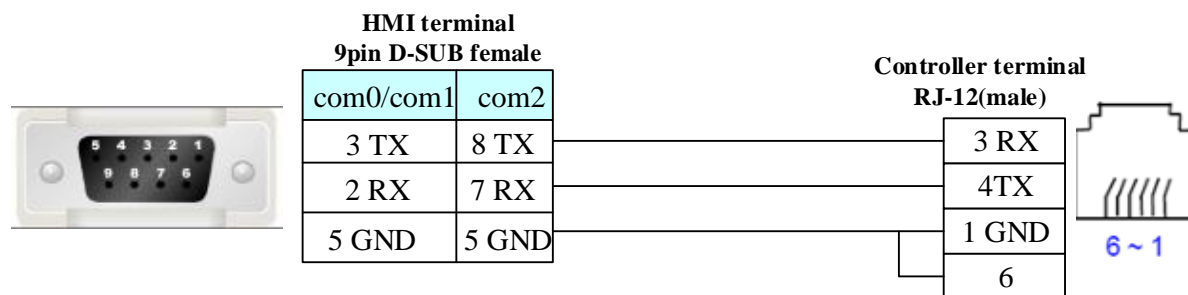 HMI terminal
9pin D-SUB female
Controller terminal
RJ-12(male)
com0/com1 com2
3 TX 8 TX 3 RX
2 RX 7 RX 4TX
5 GND 5 GND 1 GND
6
5 4 3 2 1
9 8 7 6
6 ~ 1